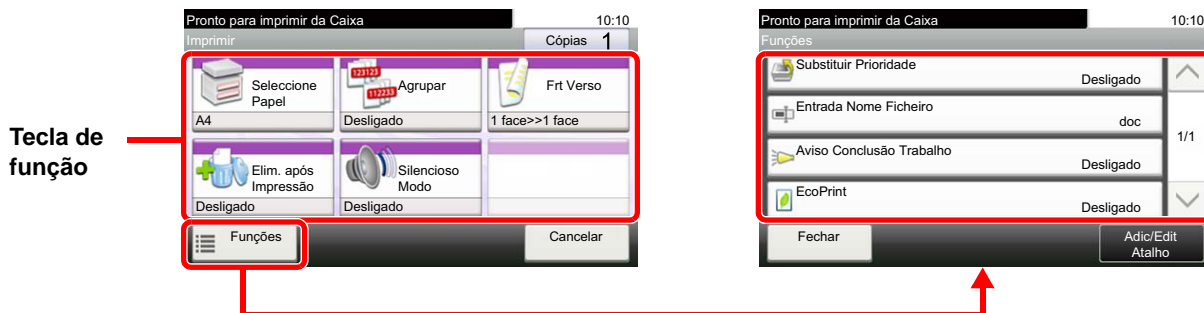 Pronto para imprimir da Caixa
10:10
Imprimir
Cópias 1
Seleccione
Papel
A4
123123
112233
Agrupar
Desligado
Frt Verso
1 face>>1 face
Elim. após
Impressão
Desligado
Silencioso
Modo
Desligado
Funções
Cancelar
Tecla de
função
Pronto para imprimir da Caixa
10:10
Funções
Substituir Prioridade
Desligado
Entrada Nome Ficheiro
doc
Aviso Conclusão Trabalho
Desligado
EcoPrint
Desligado
1/1
Fechar
Adic/Edit
Atalho